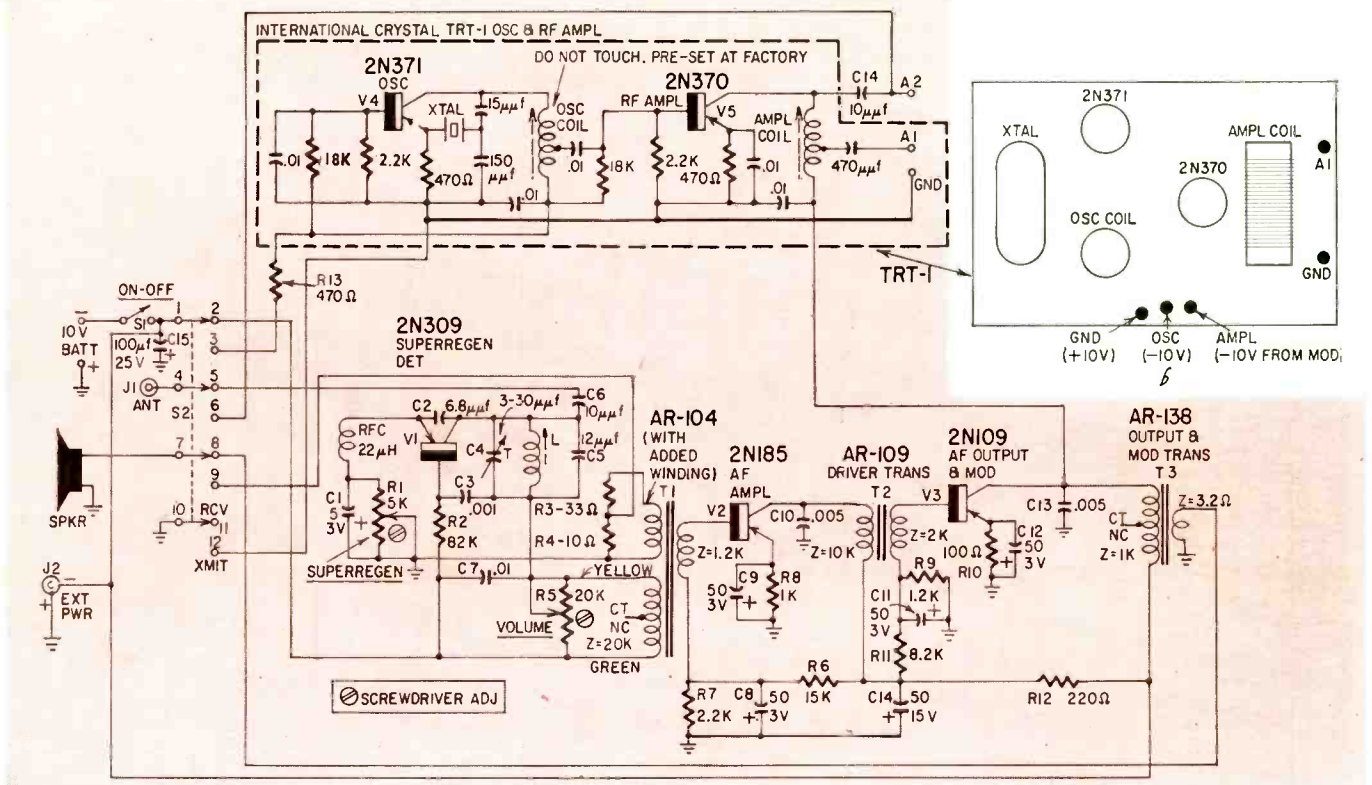 INTERNATIONAL CRYSTAL TRT-1 OSC & RF AMPL
DO NOT TOUCH. PRE-SET AT FACTORY
2N371
OSC
V4
XTAL
15μμf
150
μμf
OSC
COIL
.01
18K
2.2K
470Ω
.01
.01
18K
2N370
RF AMPL
V5
2.2K
470Ω
.01
.01
AMPL
COIL
C14
10μμf
470μμf
A2
A1
GND
TRT-1
2N371
XTAL
AMPL COIL
2N370
OSC COIL
A1
GND
GND
(+10V)
OSC
(-10V)
AMPL
(-10V FROM MOD)
6
R13
470Ω
ON-OFF
S1
-
10V
BATT
+
100μf
25V
C15
+
J1
ANT
S2
1
2
3
4
5
6
7
8
9
10
11
12
RCV
XMIT
SPKR
J2
-
+
EXT
PWR
2N309
SUPERREGEN
DET
RFC
22μH
C2
6.8μμf
V1
3-30μμf
C4
T
L
C6
10μμf
12μμf
C5
C1
5
3V
+
R1
5K
SUPERREGEN
R2
82K
C3
.001
C7
.01
R3-33Ω
R4-10Ω
YELLOW
R5
20K
VOLUME
CT
NC
Z=20K
GREEN
AR-104
(WITH
ADDED
WINDING)
T1
2N185
AF
AMPL
V2
Z=1.2K
C9
50
3V
+
R8
1K
C10
.005
AR-109
DRIVER TRANS
T2
Z=10K
Z=2K
2N109
AF OUTPUT
& MOD
V3
100Ω
R10
C12
50
3V
+
C13
.005
R9
1.2K
C11
50
3V
+
R11
8.2K
AR-138
OUTPUT &
MOD TRANS
T3
Z=3.2Ω
CT
NC
Z=1K
R7
2.2K
C8
50
3V
+
R6
15K
C14
50
15V
+
R12
220Ω
SCREWDRIVER ADJ